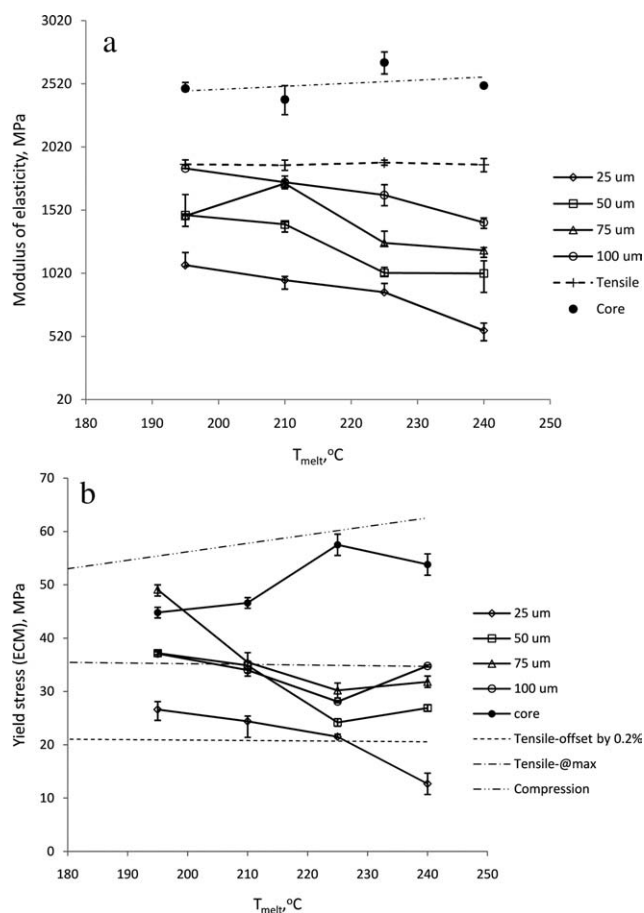 a
3020
2520
2020
1520
1020
520
20
Modulus of elasticity, MPa
180 190 200 210 220 230 240 250
Tmelt,oC
25 um
50 um
75 um
100 um
Tensile
Core
b
70
60
50
40
30
20
10
0
Yield stress (ECM), MPa
180 190 200 210 220 230 240 250
Tmelt,oC
25 um
50 um
75 um
100 um
core
Tensile-offset by 0.2%
Tensile-@max
Compression